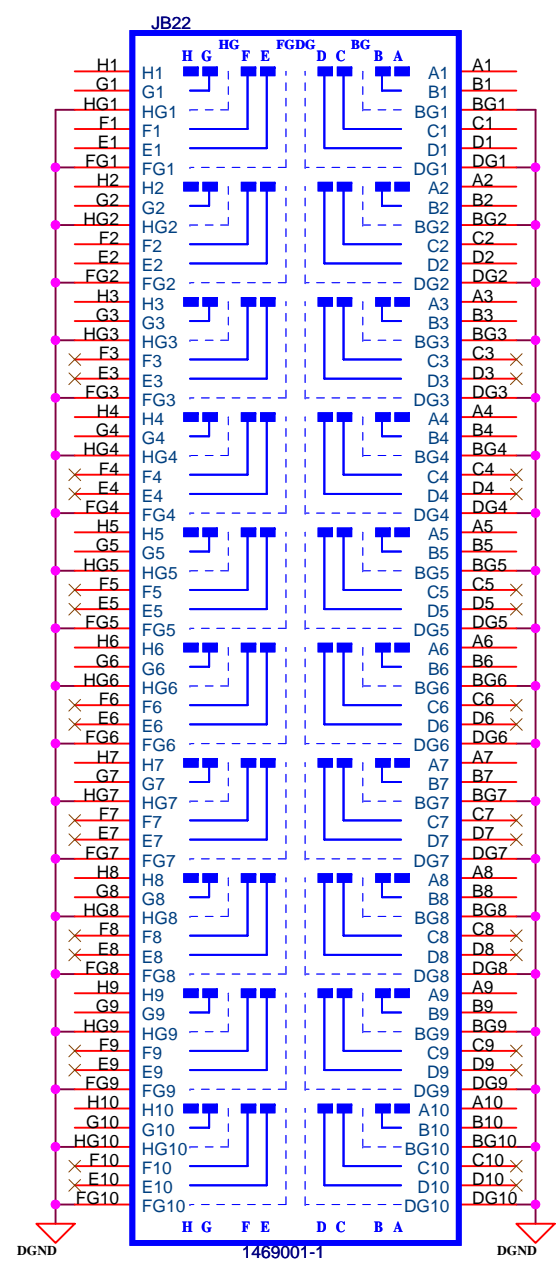 JB22
HG FGDG BG
H G F E D C B A
H1 H1 A1 A1
G1 G1 B1 B1
HG1 HG1 BG1 BG1
F1 F1 C1 C1
E1 E1 D1 D1
FG1 FG1 DG1 DG1
H2 H2 A2 A2
G2 G2 B2 B2
HG2 HG2 BG2 BG2
F2 F2 C2 C2
E2 E2 D2 D2
FG2 FG2 DG2 DG2
H3 H3 A3 A3
G3 G3 B3 B3
HG3 HG3 BG3 BG3
F3 F3 C3 C3
E3 E3 D3 D3
FG3 FG3 DG3 DG3
H4 H4 A4 A4
G4 G4 B4 B4
HG4 HG4 BG4 BG4
F4 F4 C4 C4
E4 E4 D4 D4
FG4 FG4 DG4 DG4
H5 H5 A5 A5
G5 G5 B5 B5
HG5 HG5 BG5 BG5
F5 F5 C5 C5
E5 E5 D5 D5
FG5 FG5 DG5 DG5
H6 H6 A6 A6
G6 G6 B6 B6
HG6 HG6 BG6 BG6
F6 F6 C6 C6
E6 E6 D6 D6
FG6 FG6 DG6 DG6
H7 H7 A7 A7
G7 G7 B7 B7
HG7 HG7 BG7 BG7
F7 F7 C7 C7
E7 E7 D7 D7
FG7 FG7 DG7 DG7
H8 H8 A8 A8
G8 G8 B8 B8
HG8 HG8 BG8 BG8
F8 F8 C8 C8
E8 E8 D8 D8
FG8 FG8 DG8 DG8
H9 H9 A9 A9
G9 G9 B9 B9
HG9 HG9 BG9 BG9
F9 F9 C9 C9
E9 E9 D9 D9
FG9 FG9 DG9 DG9
H10 H10 A10 A10
G10 G10 B10 B10
HG10 HG10 BG10 BG10
F10 F10 C10 C10
E10 E10 D10 D10
FG10 FG10 DG10 DG10
H G F E D C B A
DGND 1469001-1 DGND